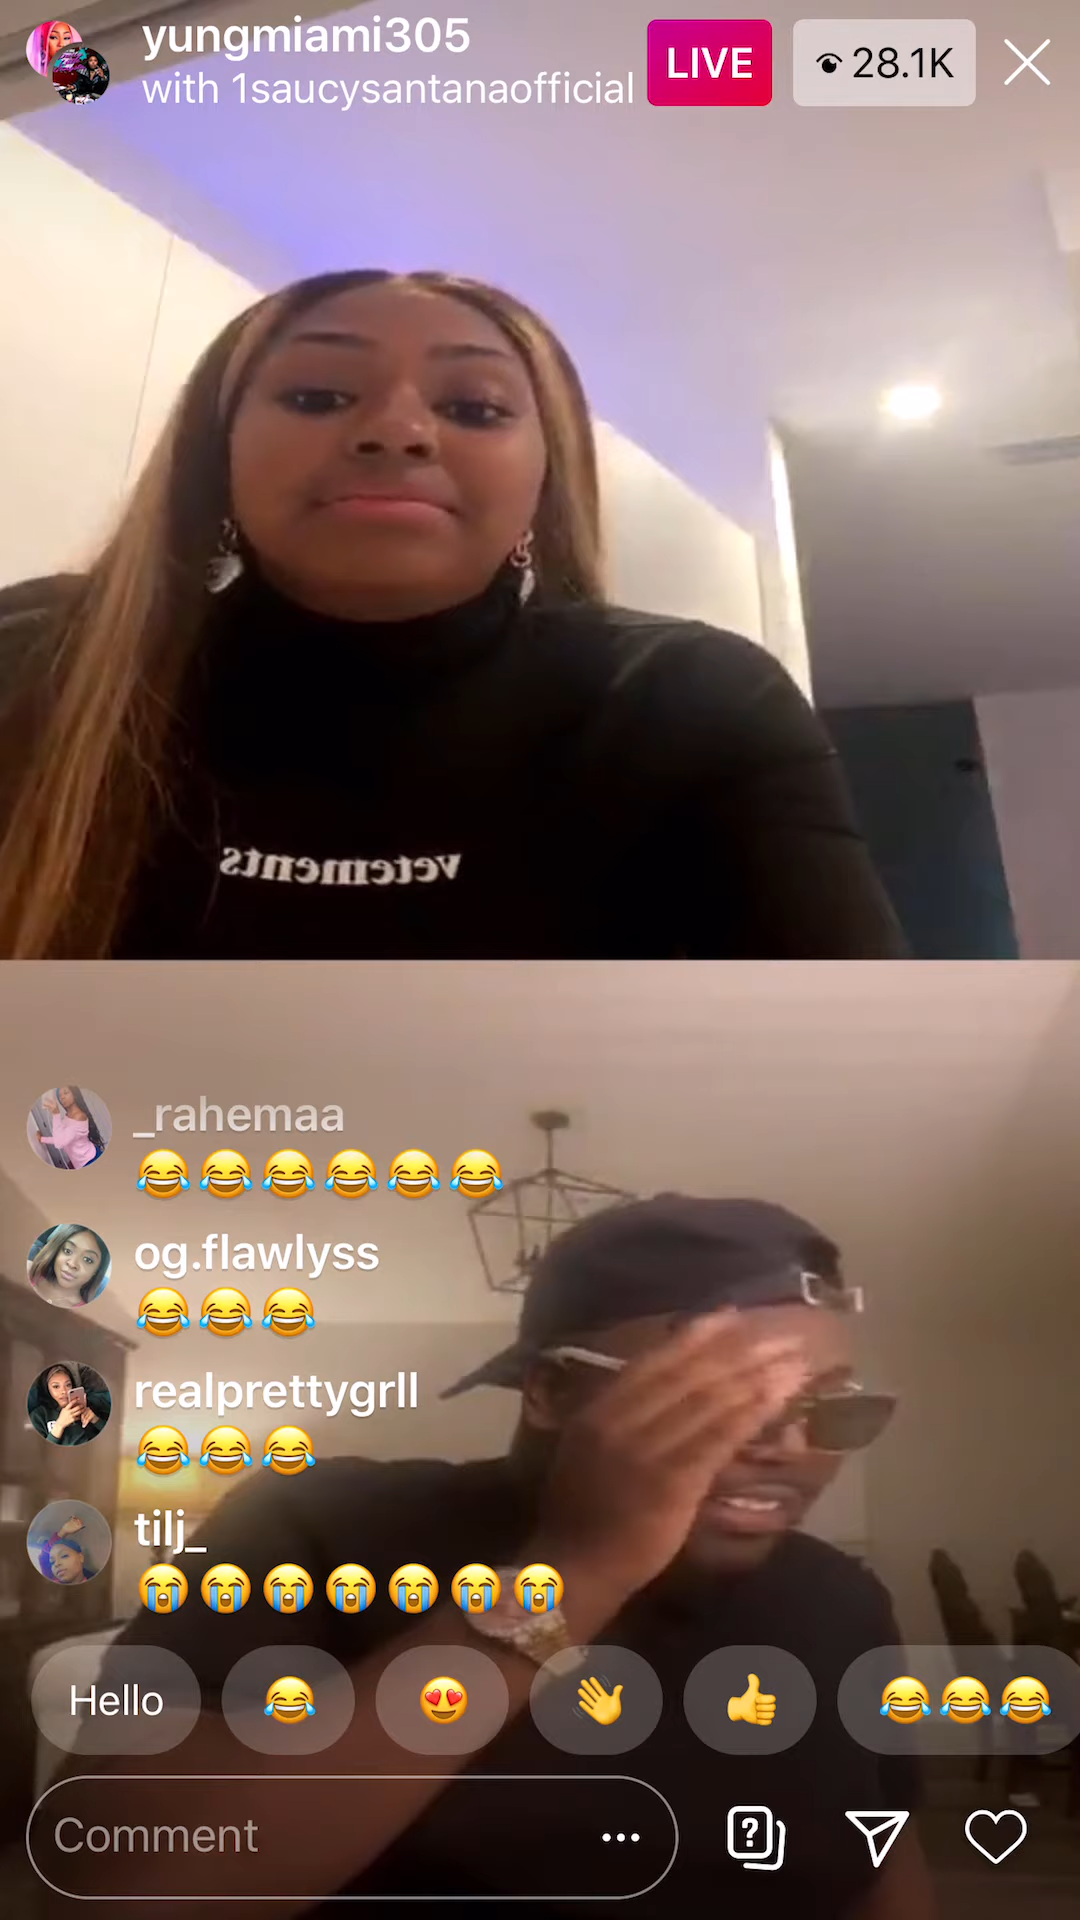 yungmiami305
with 1saucysantanaofficial
LIVE
28.1K
vetements
_rahemaa
😂😂😂😂😂😂
og.flawlyss
😂😂😂
realprettygrll
😂😂😂
tilj_
😭😭😭😭😭😭😭
Hello 😂 😍 👋 👍 😂😂😂
Comment